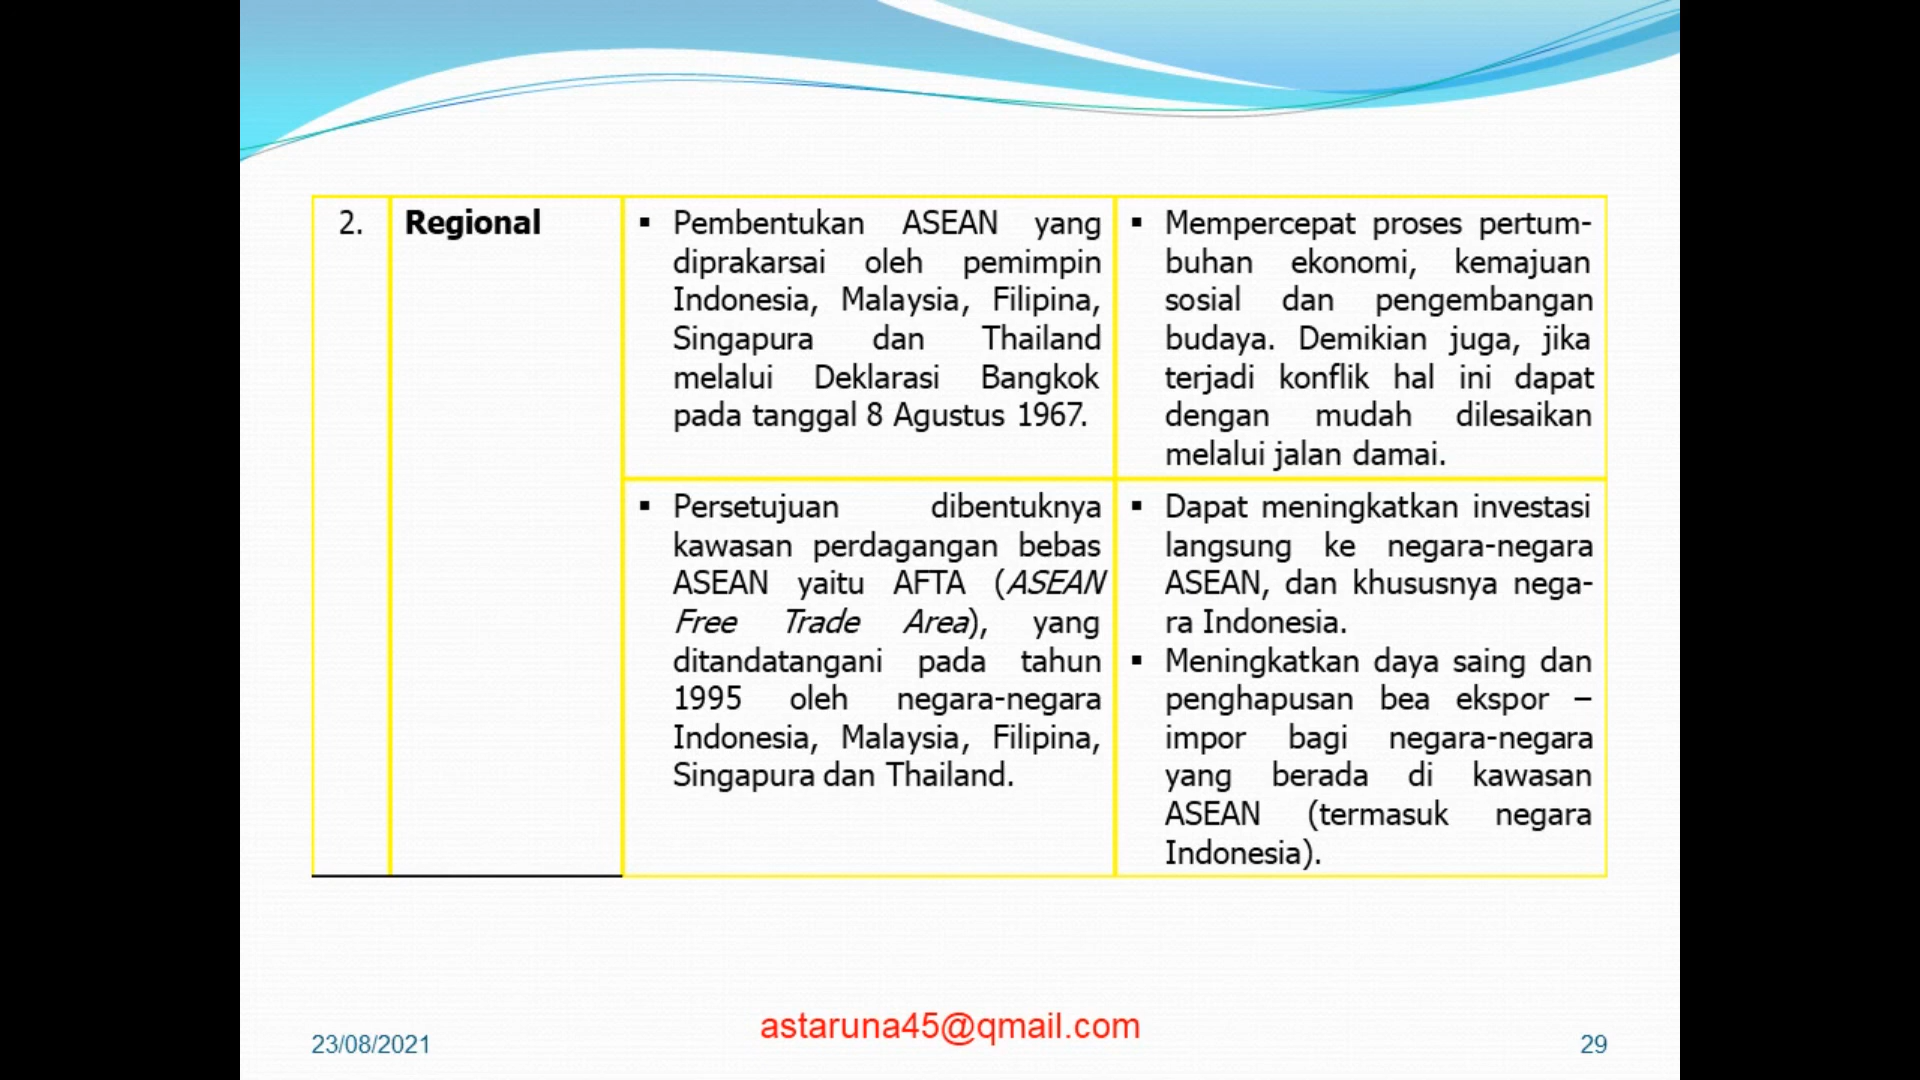 2.
Regional
▪ Pembentukan ASEAN yang
diprakarsai oleh pemimpin
Indonesia, Malaysia, Filipina,
Singapura dan Thailand
melalui Deklarasi Bangkok
pada tanggal 8 Agustus 1967.
▪ Mempercepat proses pertum-
buhan ekonomi, kemajuan
sosial dan pengembangan
budaya. Demikian juga, jika
terjadi konflik hal ini dapat
dengan mudah dilesaikan
melalui jalan damai.
▪ Persetujuan dibentuknya
kawasan perdagangan bebas
ASEAN yaitu AFTA (ASEAN
Free Trade Area), yang
ditandatangani pada tahun
1995 oleh negara-negara
Indonesia, Malaysia, Filipina,
Singapura dan Thailand.
▪ Dapat meningkatkan investasi
langsung ke negara-negara
ASEAN, dan khususnya nega-
ra Indonesia.
▪ Meningkatkan daya saing dan
penghapusan bea ekspor –
impor bagi negara-negara
yang berada di kawasan
ASEAN (termasuk negara
Indonesia).
23/08/2021
astaruna45@qmail.com
29